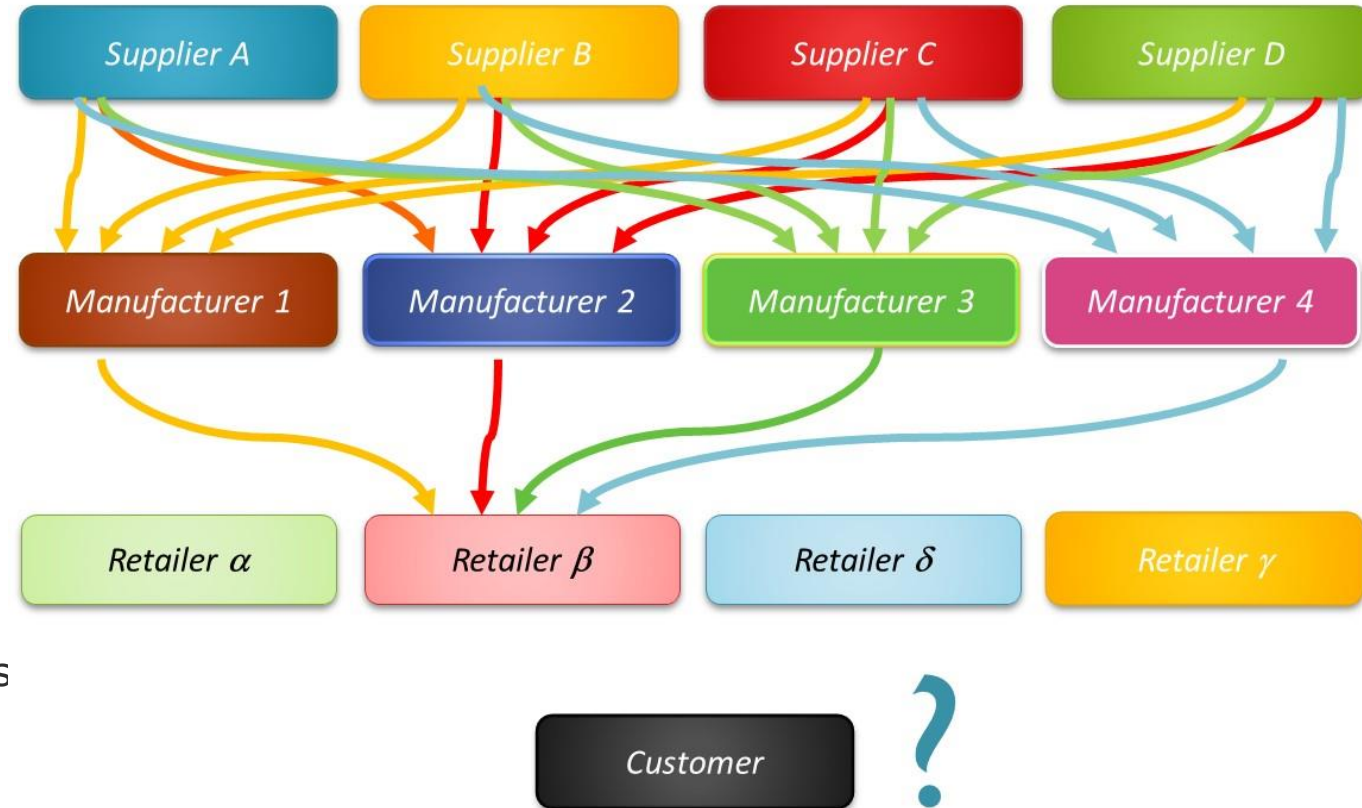 Supplier A
Supplier B
Supplier C
Supplier D
Manufacturer 1
Manufacturer 2
Manufacturer 3
Manufacturer 4
Retailer α
Retailer β
Retailer δ
Retailer γ
s
Customer
?